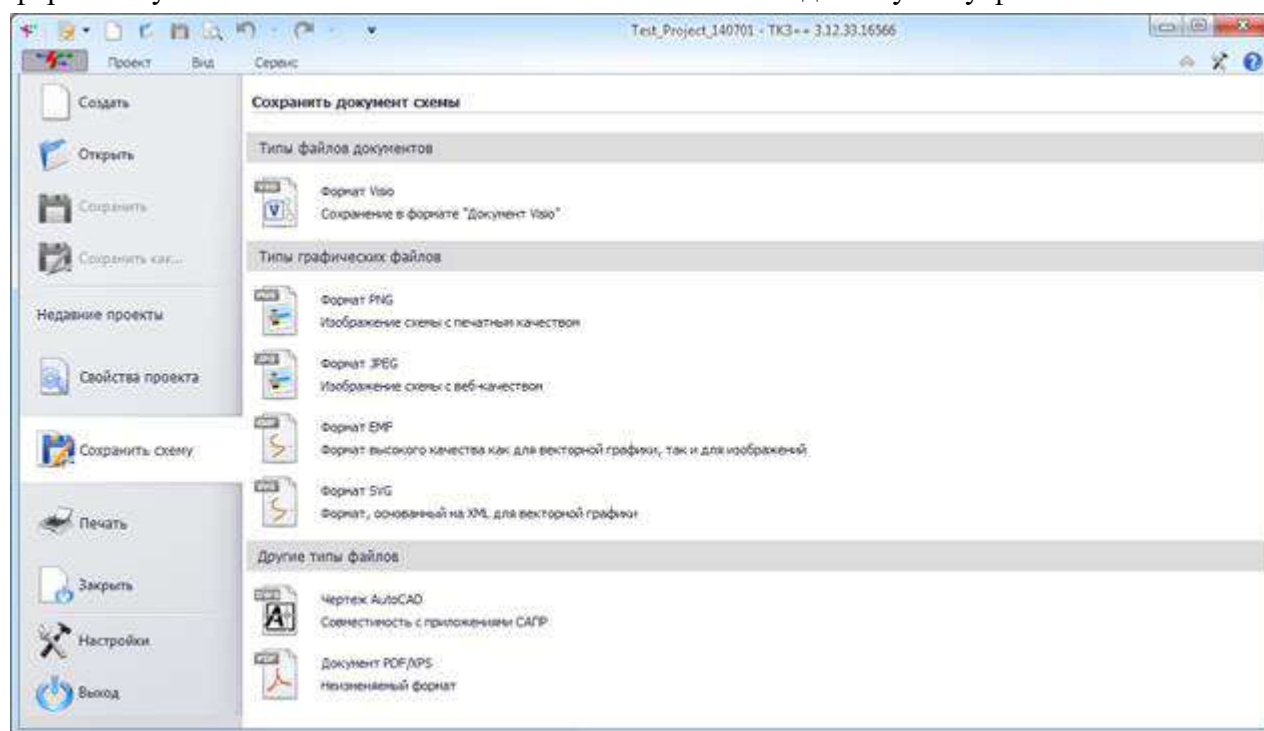 Test_Project_140701 - ТКЗ++ 3.12.33.16566
Проект Вид Сервис
Создать
Открыть
Сохранить
Сохранить как...
Недавние проекты
Свойства проекта
Сохранить схему
Печать
Закрыть
Настройки
Выход
Сохранить документ схемы
Типы файлов документов
Формат Visio
Сохранение в формате "Документ Visio"
Типы графических файлов
Формат PNG
Изображение схемы с печатным качеством
Формат JPEG
Изображение схемы с веб-качеством
Формат EMF
Формат высокого качества как для векторной графики, так и для изображений
Формат SVG
Формат, основанный на XML для векторной графики
Другие типы файлов
Чертеж AutoCAD
Совместимость с приложениями САПР
Документ PDF/XPS
Неизменяемый формат